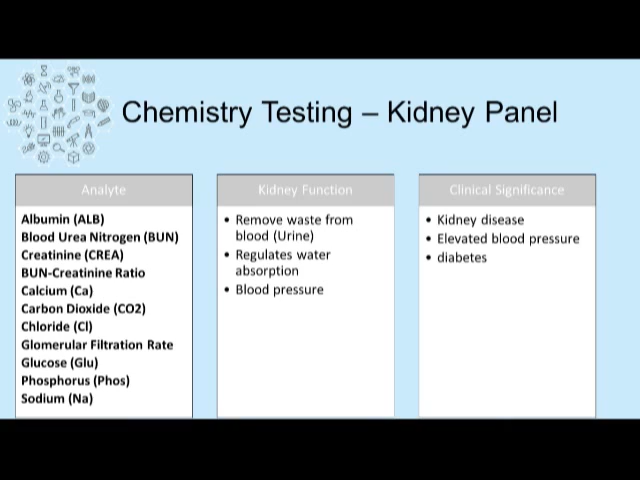 Chemistry Testing – Kidney Panel
Analyte
Albumin (ALB)
Blood Urea Nitrogen (BUN)
Creatinine (CREA)
BUN-Creatinine Ratio
Calcium (Ca)
Carbon Dioxide (CO2)
Chloride (Cl)
Glomerular Filtration Rate
Glucose (Glu)
Phosphorus (Phos)
Sodium (Na)
Kidney Function
• Remove waste from
blood (Urine)
• Regulates water
absorption
• Blood pressure
Clinical Significance
• Kidney disease
• Elevated blood pressure
• diabetes